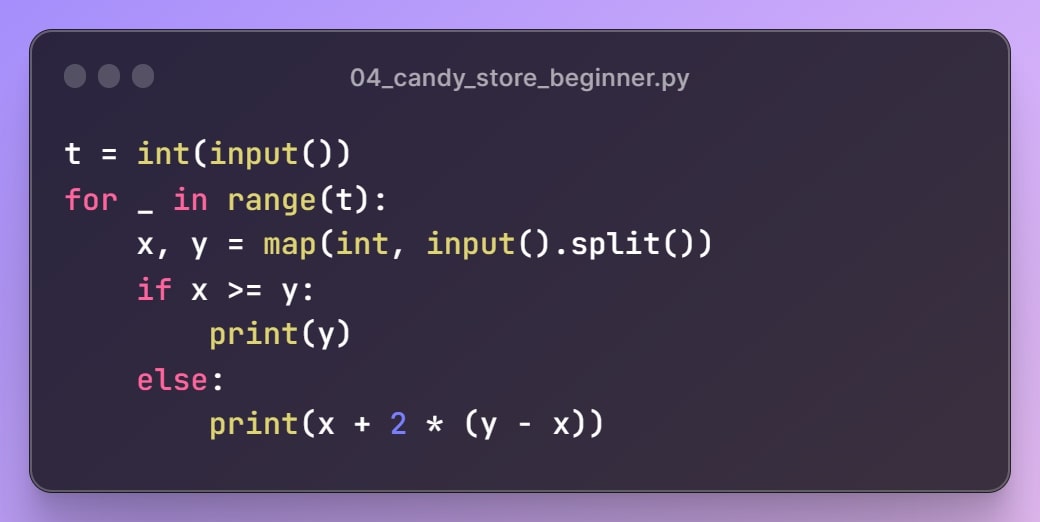 04_candy_store_beginner.py
t = int(input())
for _ in range(t):
    x, y = map(int, input().split())
    if x >= y:
        print(y)
    else:
        print(x + 2 * (y - x))